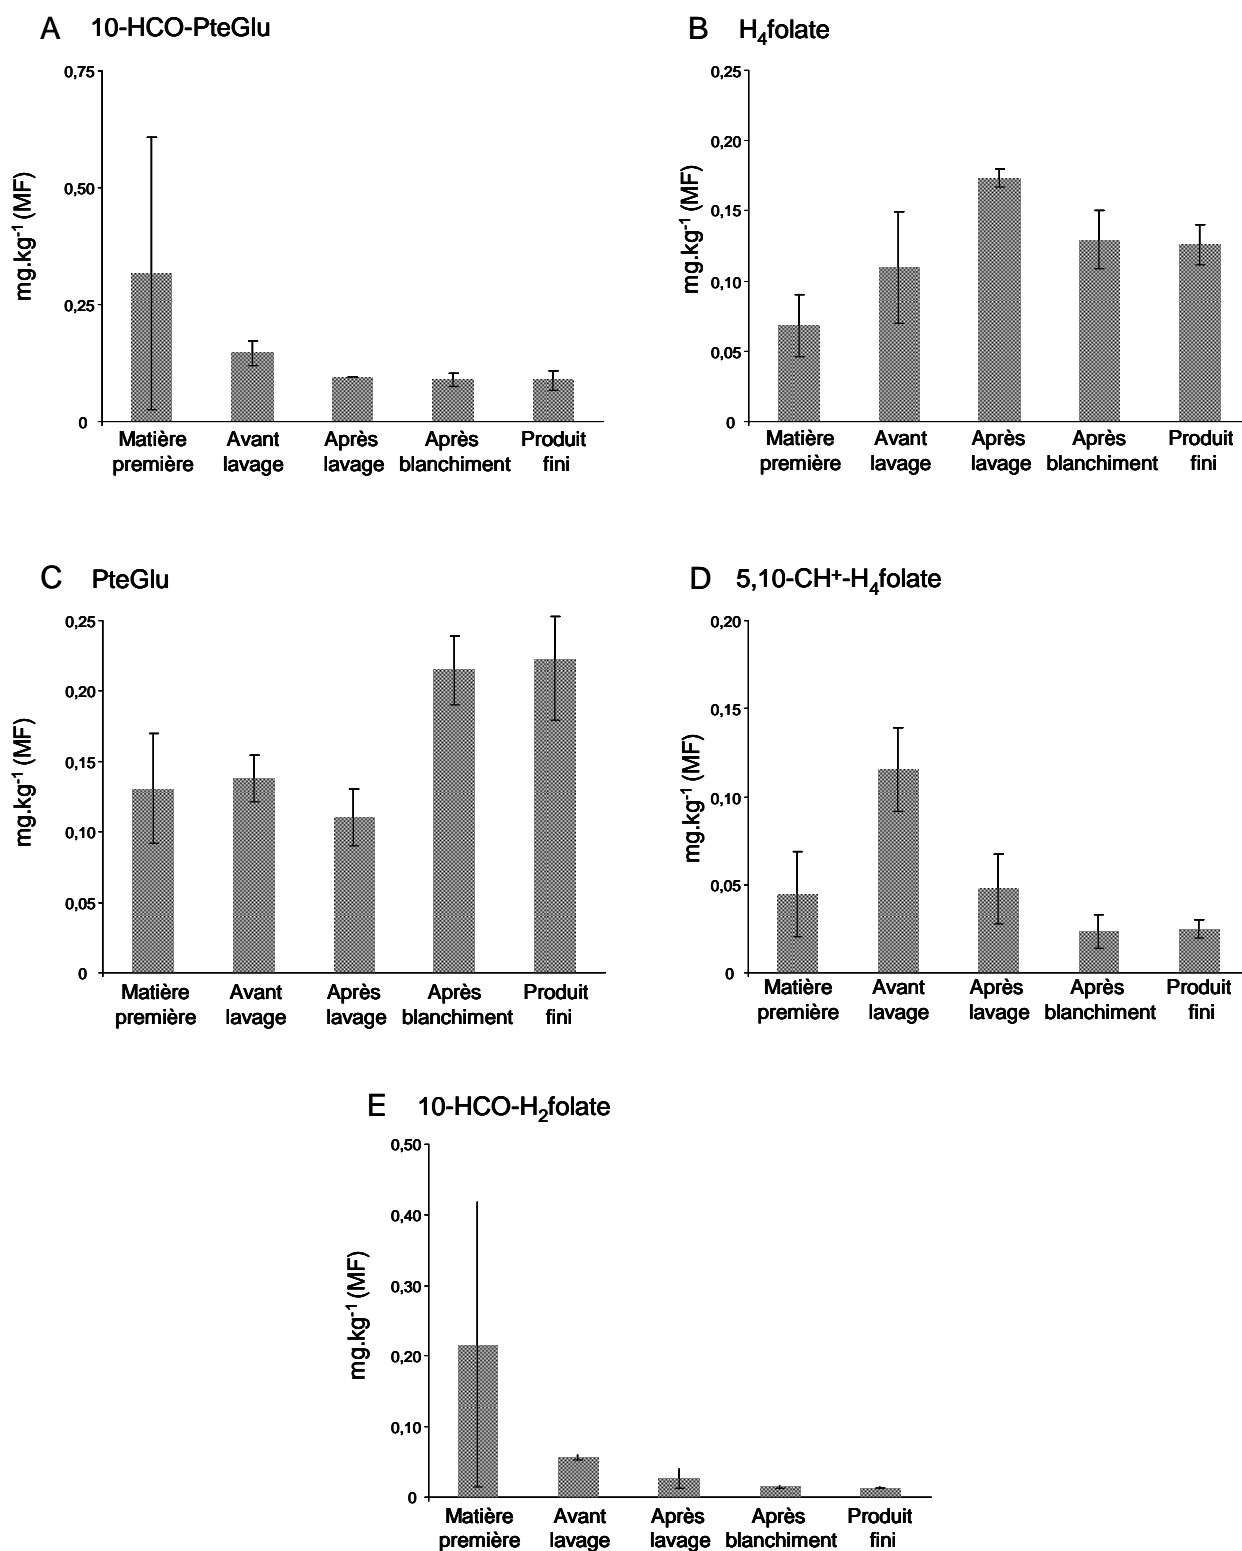 A 10-HCO-PteGlu
mg.kg-1 (MF)
0,75
0,50
0,25
0
Matière première
Avant lavage
Après lavage
Après blanchiment
Produit fini
B H4folate
mg.kg-1 (MF)
0,25
0,20
0,15
0,10
0,05
0
Matière première
Avant lavage
Après lavage
Après blanchiment
Produit fini
C PteGlu
mg.kg-1 (MF)
0,25
0,20
0,15
0,10
0,05
0
Matière première
Avant lavage
Après lavage
Après blanchiment
Produit fini
D 5,10-CH+-H4folate
mg.kg-1 (MF)
0,20
0,15
0,10
0,05
0
Matière première
Avant lavage
Après lavage
Après blanchiment
Produit fini
E 10-HCO-H2folate
mg.kg-1 (MF)
0,50
0,40
0,30
0,20
0,10
0
Matière première
Avant lavage
Après lavage
Après blanchiment
Produit fini